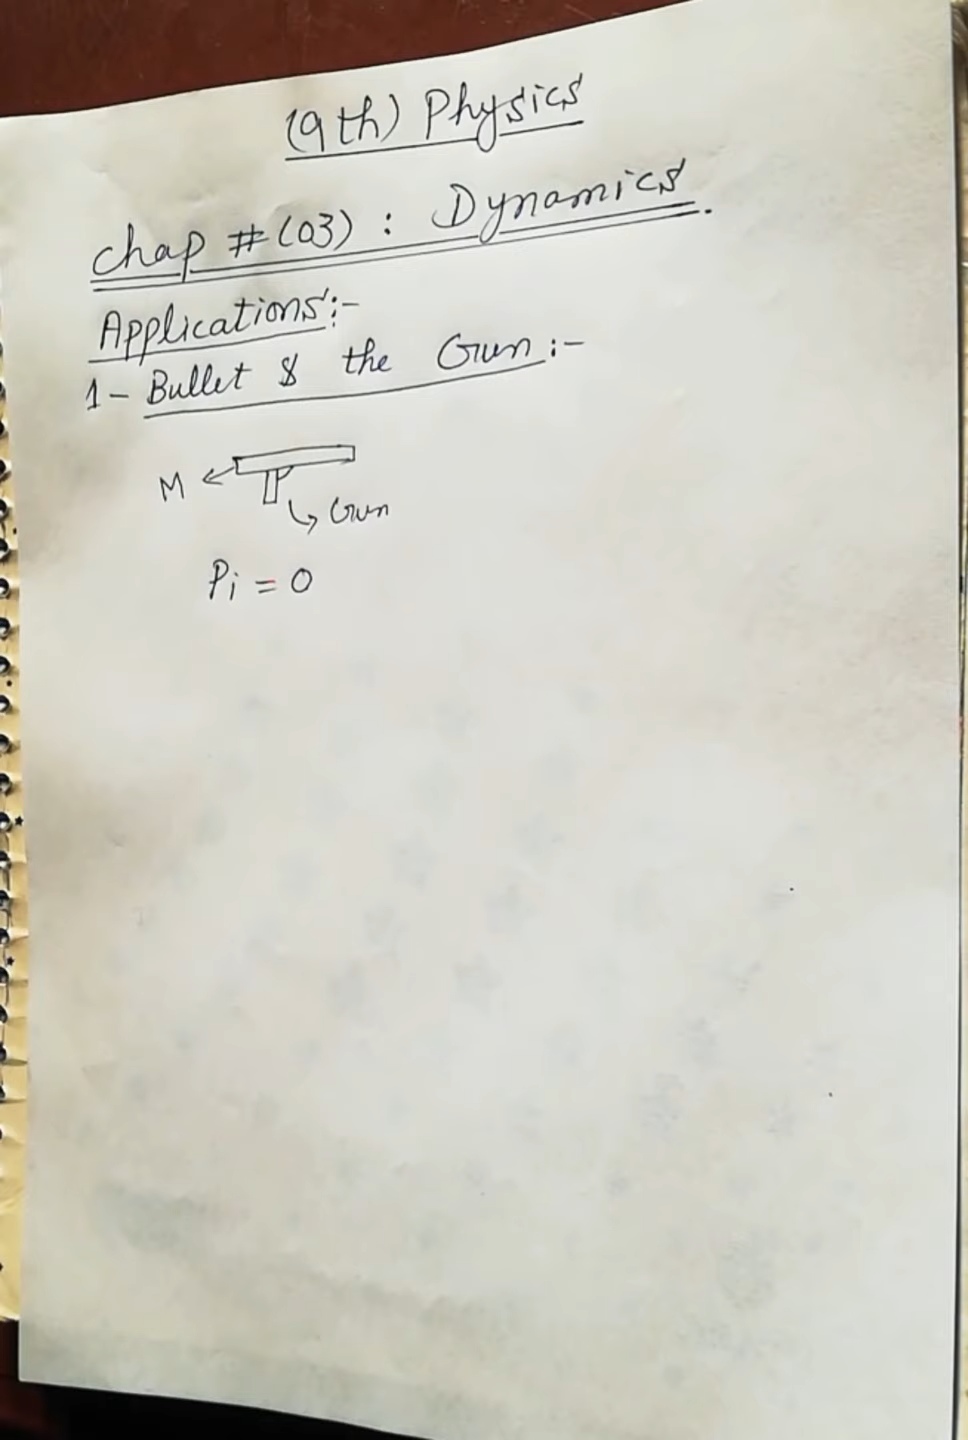 (9th) Physics
Chap #(03) : Dynamics.
Applications:-
1- Bullet & the Gun:-
M
Gun
Pi = 0